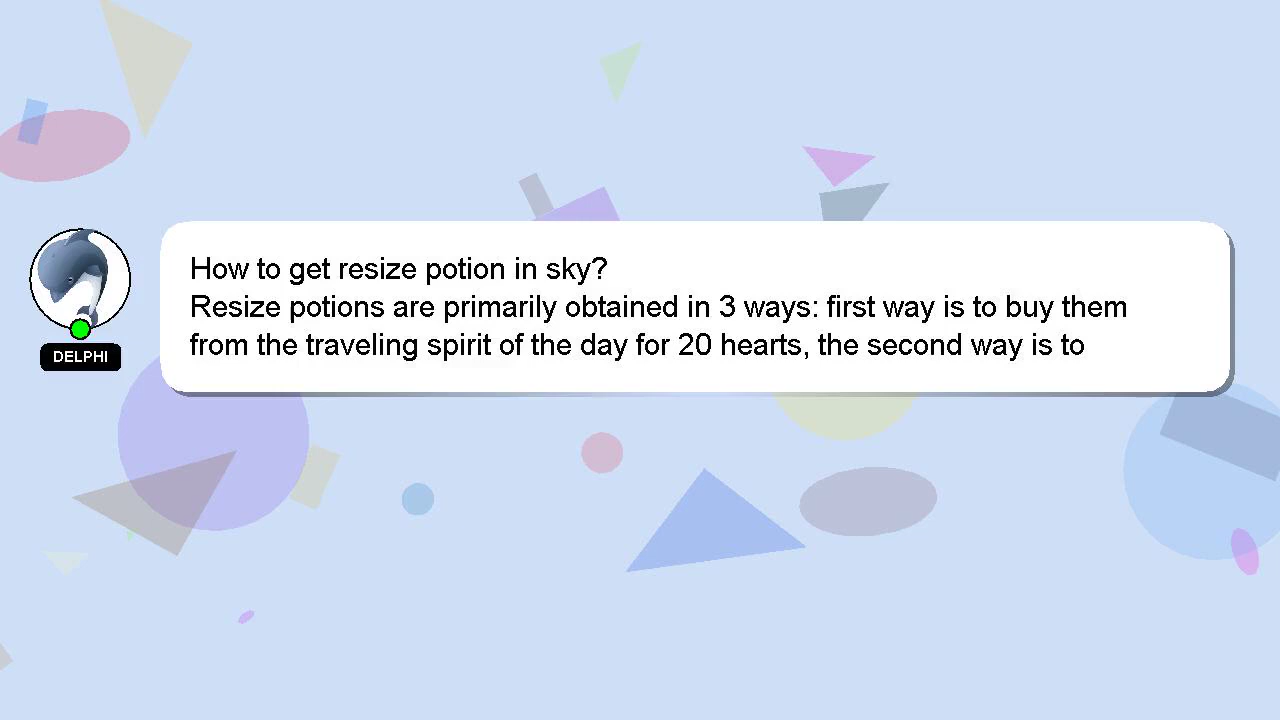 How to get resize potion in sky?
Resize potions are primarily obtained in 3 ways: first way is to buy them
from the traveling spirit of the day for 20 hearts, the second way is to
DELPHI